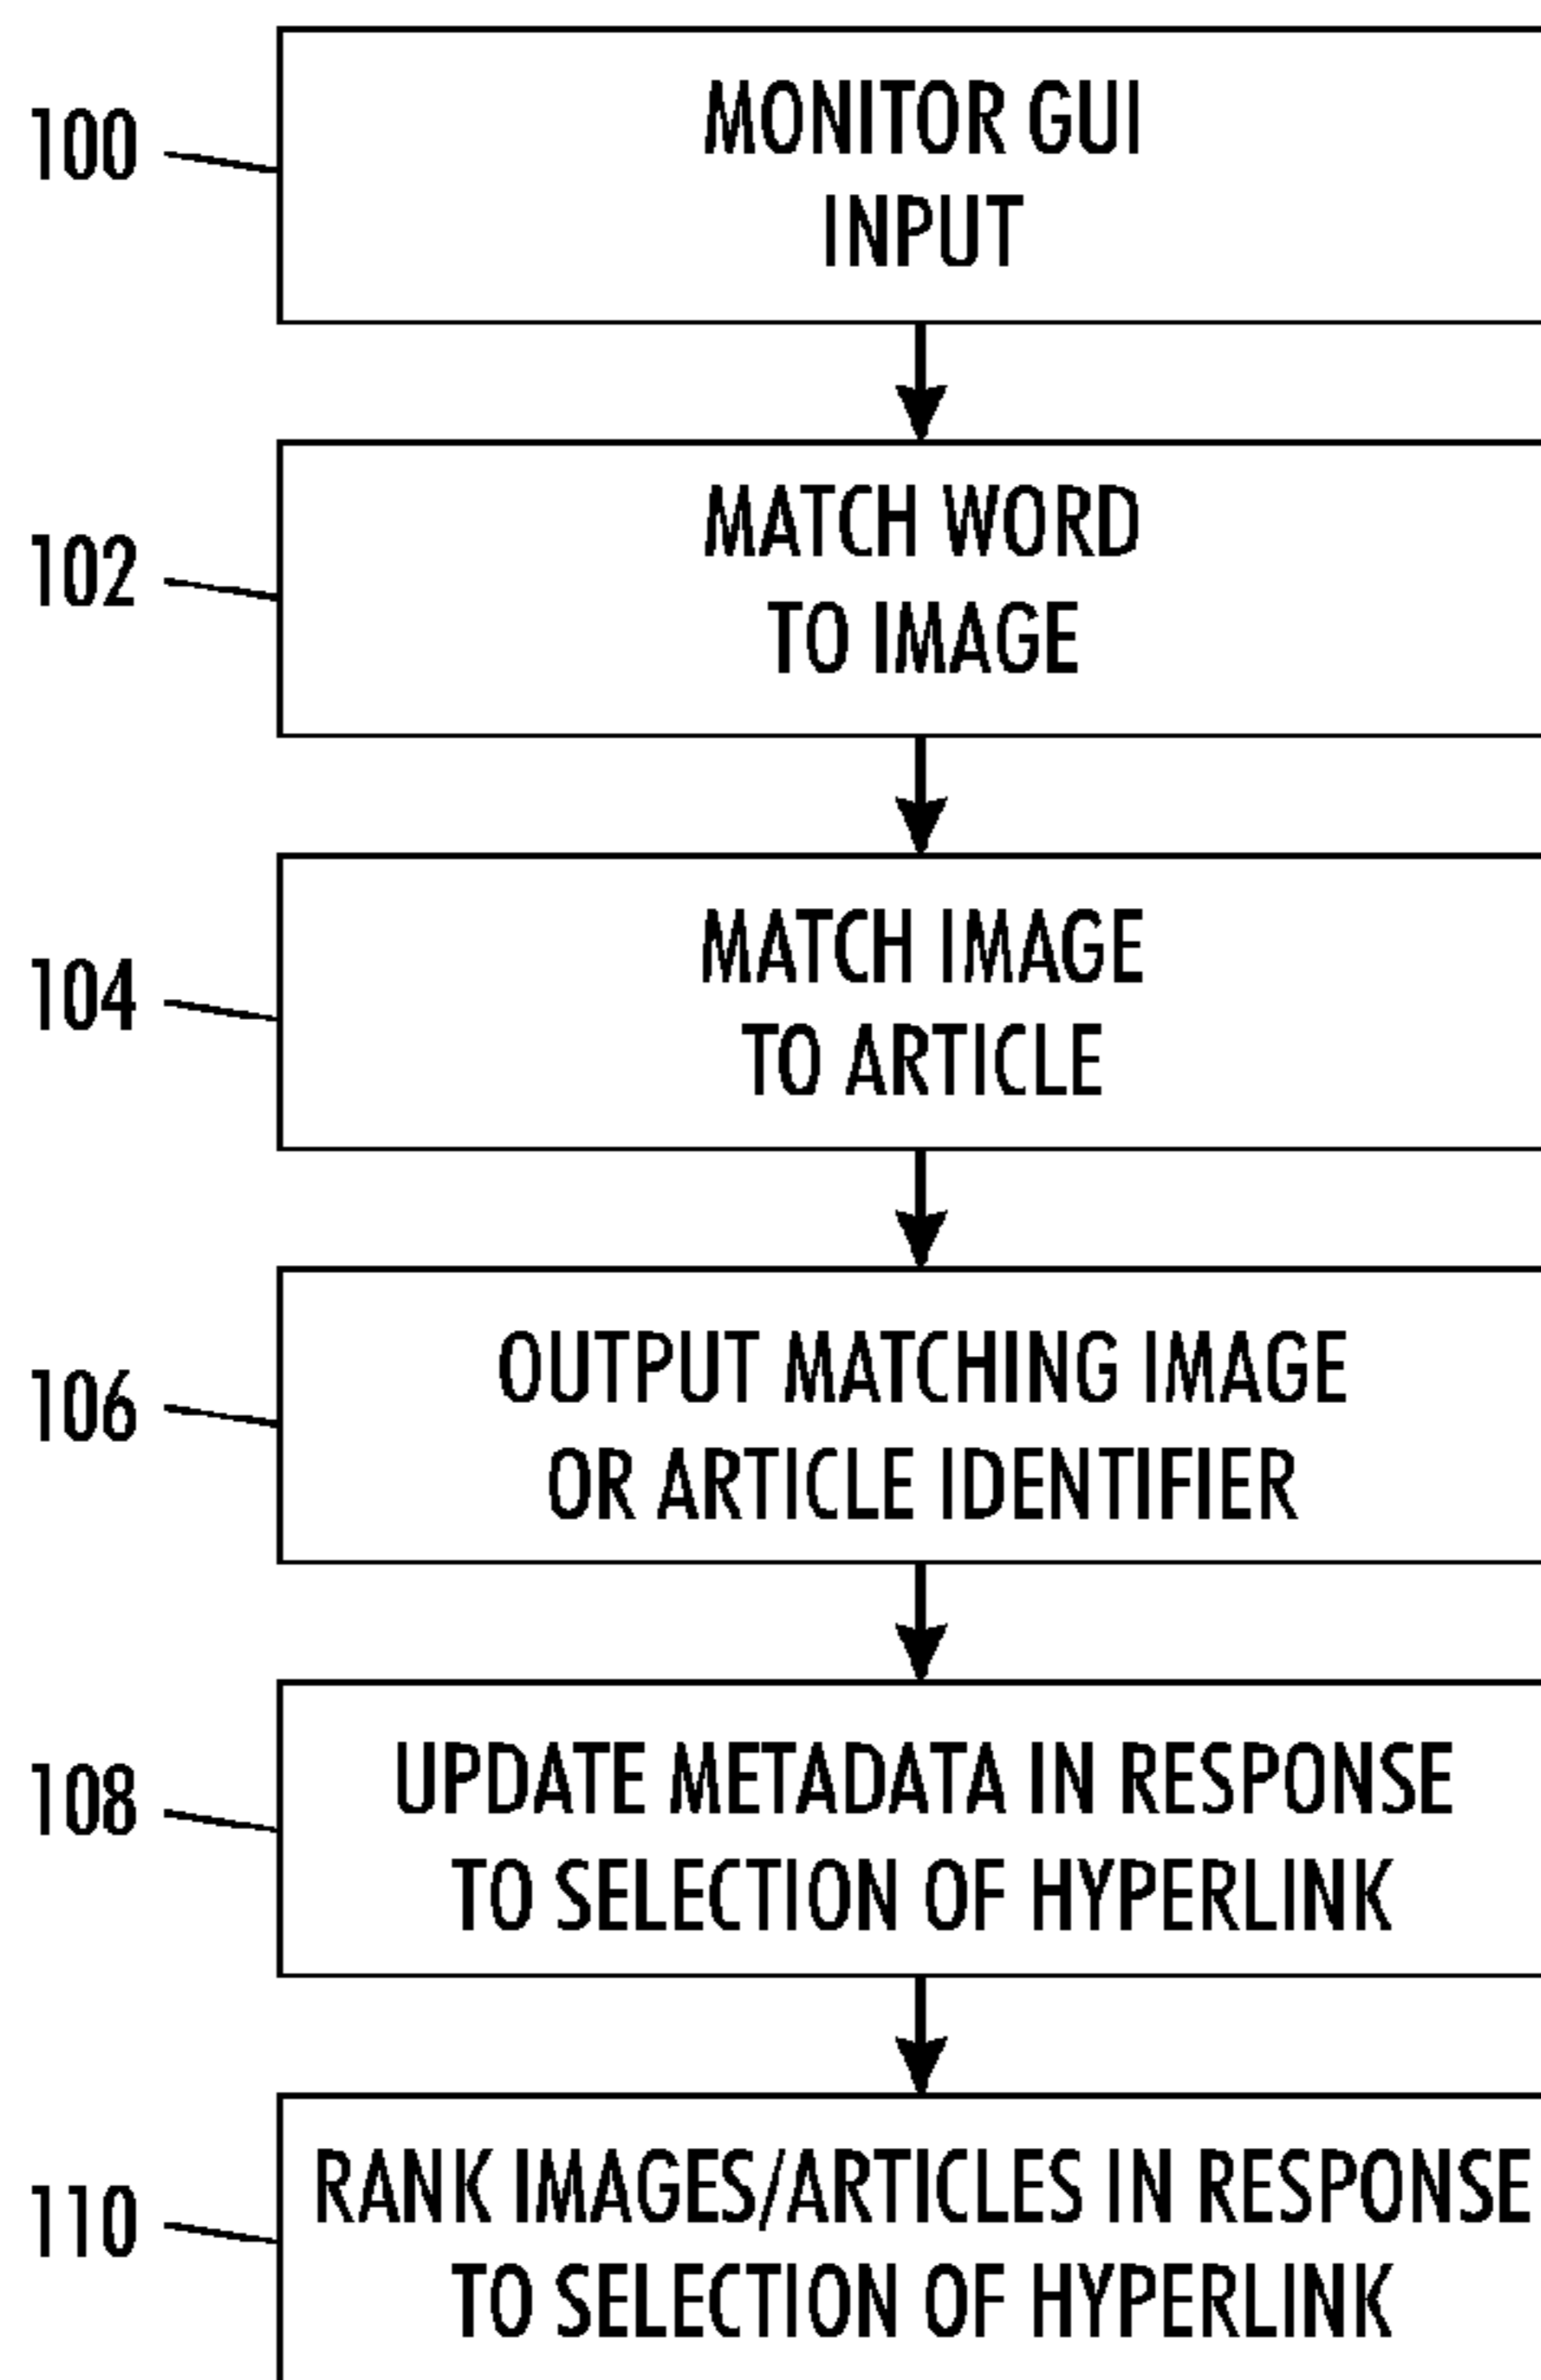 100
MONITOR GUI
INPUT
102
MATCH WORD
TO IMAGE
104
MATCH IMAGE
TO ARTICLE
106
OUTPUT MATCHING IMAGE
OR ARTICLE IDENTIFIER
108
UPDATE METADATA IN RESPONSE
TO SELECTION OF HYPERLINK
110
RANK IMAGES/ARTICLES IN RESPONSE
TO SELECTION OF HYPERLINK